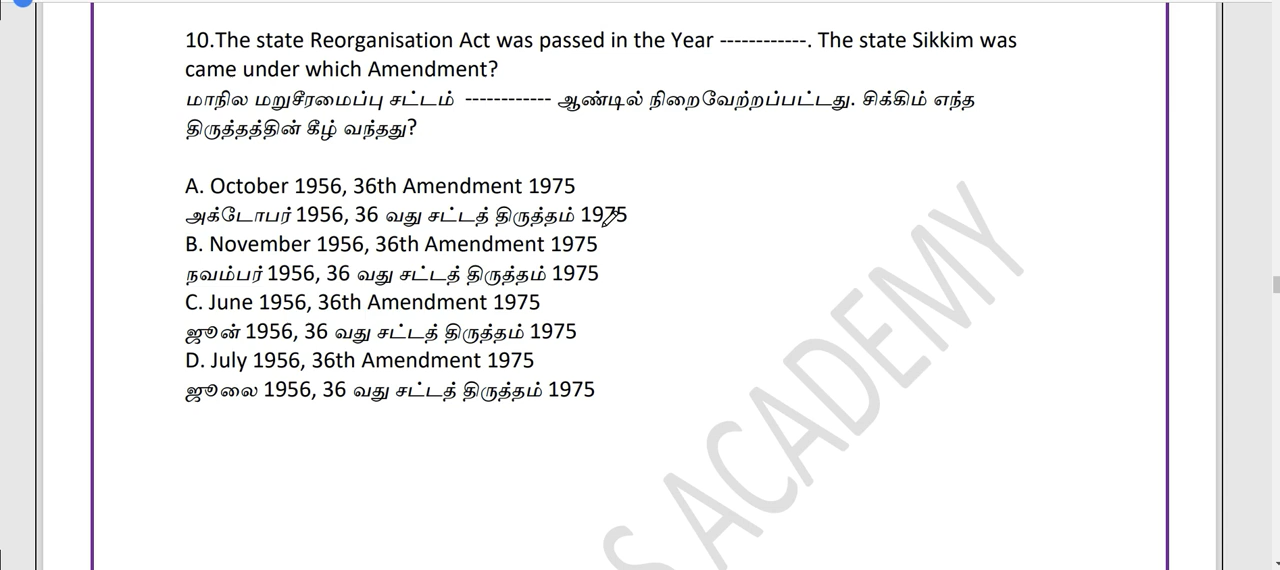 10.The state Reorganisation Act was passed in the Year ------------. The state Sikkim was
came under which Amendment?
மாநில மறுசீரமைப்பு சட்டம் ------------ ஆண்டில் நிறைவேற்றப்பட்டது. சிக்கிம் எந்த
திருத்தத்தின் கீழ் வந்தது?
A. October 1956, 36th Amendment 1975
அக்டோபர் 1956, 36 வது சட்டத் திருத்தம் 1975
B. November 1956, 36th Amendment 1975
நவம்பர் 1956, 36 வது சட்டத் திருத்தம் 1975
C. June 1956, 36th Amendment 1975
ஜூன் 1956, 36 வது சட்டத் திருத்தம் 1975
D. July 1956, 36th Amendment 1975
ஜூலை 1956, 36 வது சட்டத் திருத்தம் 1975
S ACADEMY